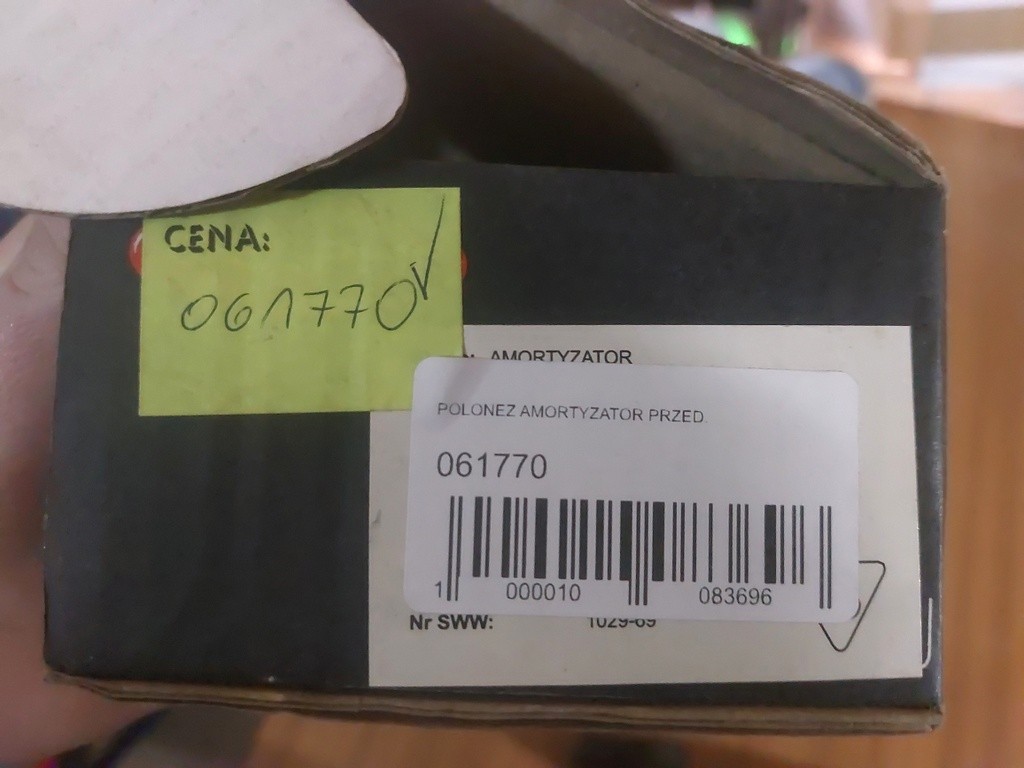 CENA:
061770
AMORTYZATOR
POLONEZ AMORTYZATOR PRZED.
061770
1 000010 083696
Nr SWW: 1029-69